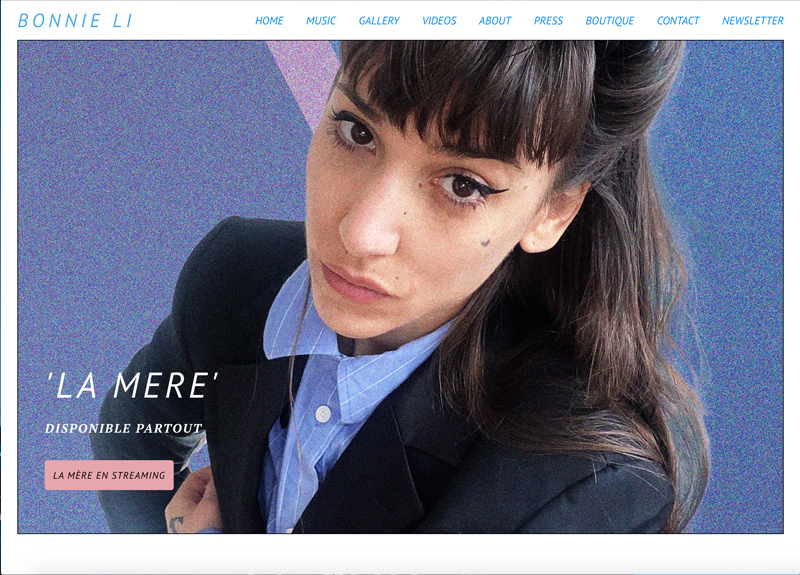 BONNIE LI
HOME MUSIC GALLERY VIDEOS ABOUT PRESS BOUTIQUE CONTACT NEWSLETTER
'LA MERE'
DISPONIBLE PARTOUT
LA MÈRE EN STREAMING